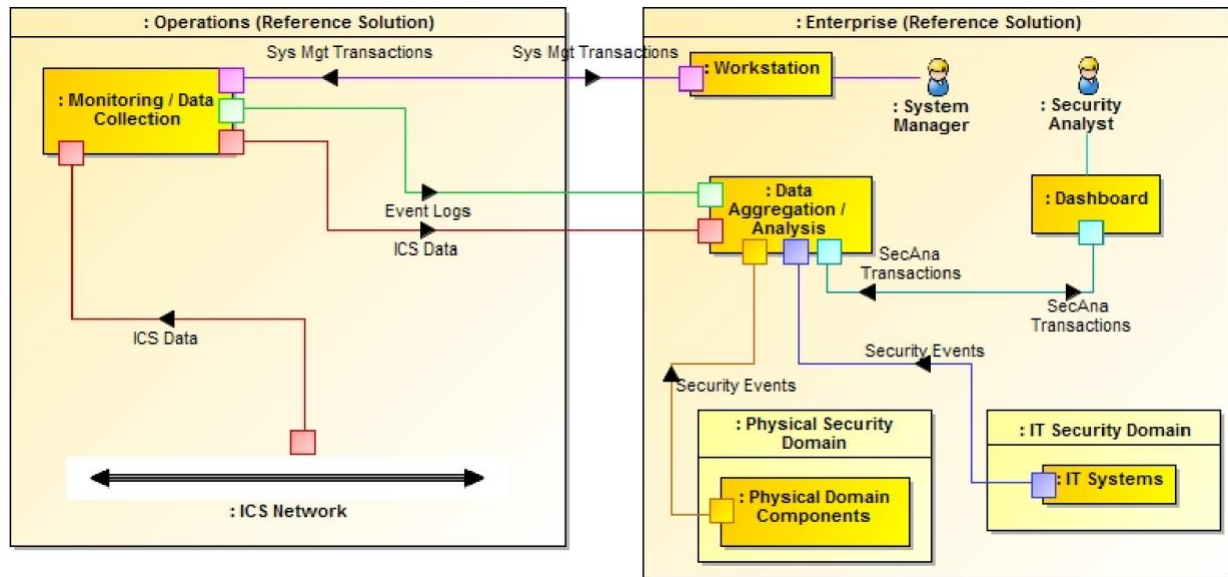 : Operations (Reference Solution)
Sys Mgt Transactions
: Monitoring / Data
Collection
Event Logs
ICS Data
ICS Data
: ICS Network
: Enterprise (Reference Solution)
Sys Mgt Transactions
: Workstation
: System
Manager
: Security
Analyst
: Data
Aggregation /
Analysis
: Dashboard
SecAna
Transactions
SecAna
Transactions
Security Events
Security Events
: Physical Security
Domain
: Physical Domain
Components
: IT Security Domain
: IT Systems